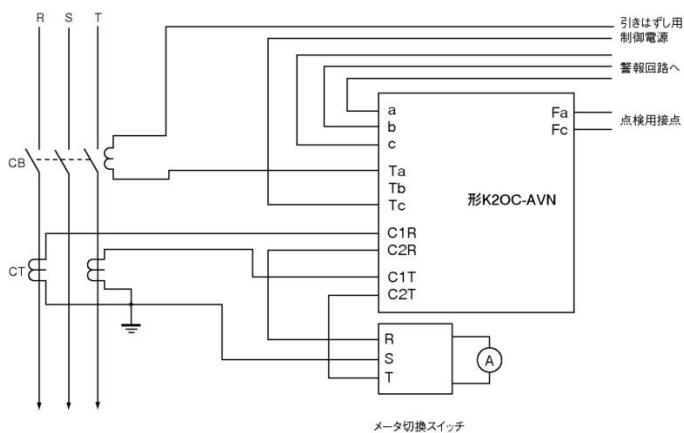 R S T
引きはずし用
制御電源
警報回路へ
a
b
c
Fa
Fc
点検用接点
CB
Ta
Tb
Tc
形K2OC-AVN
C1R
C2R
CT
C1T
C2T
R
S
T
A
メータ切換スイッチ